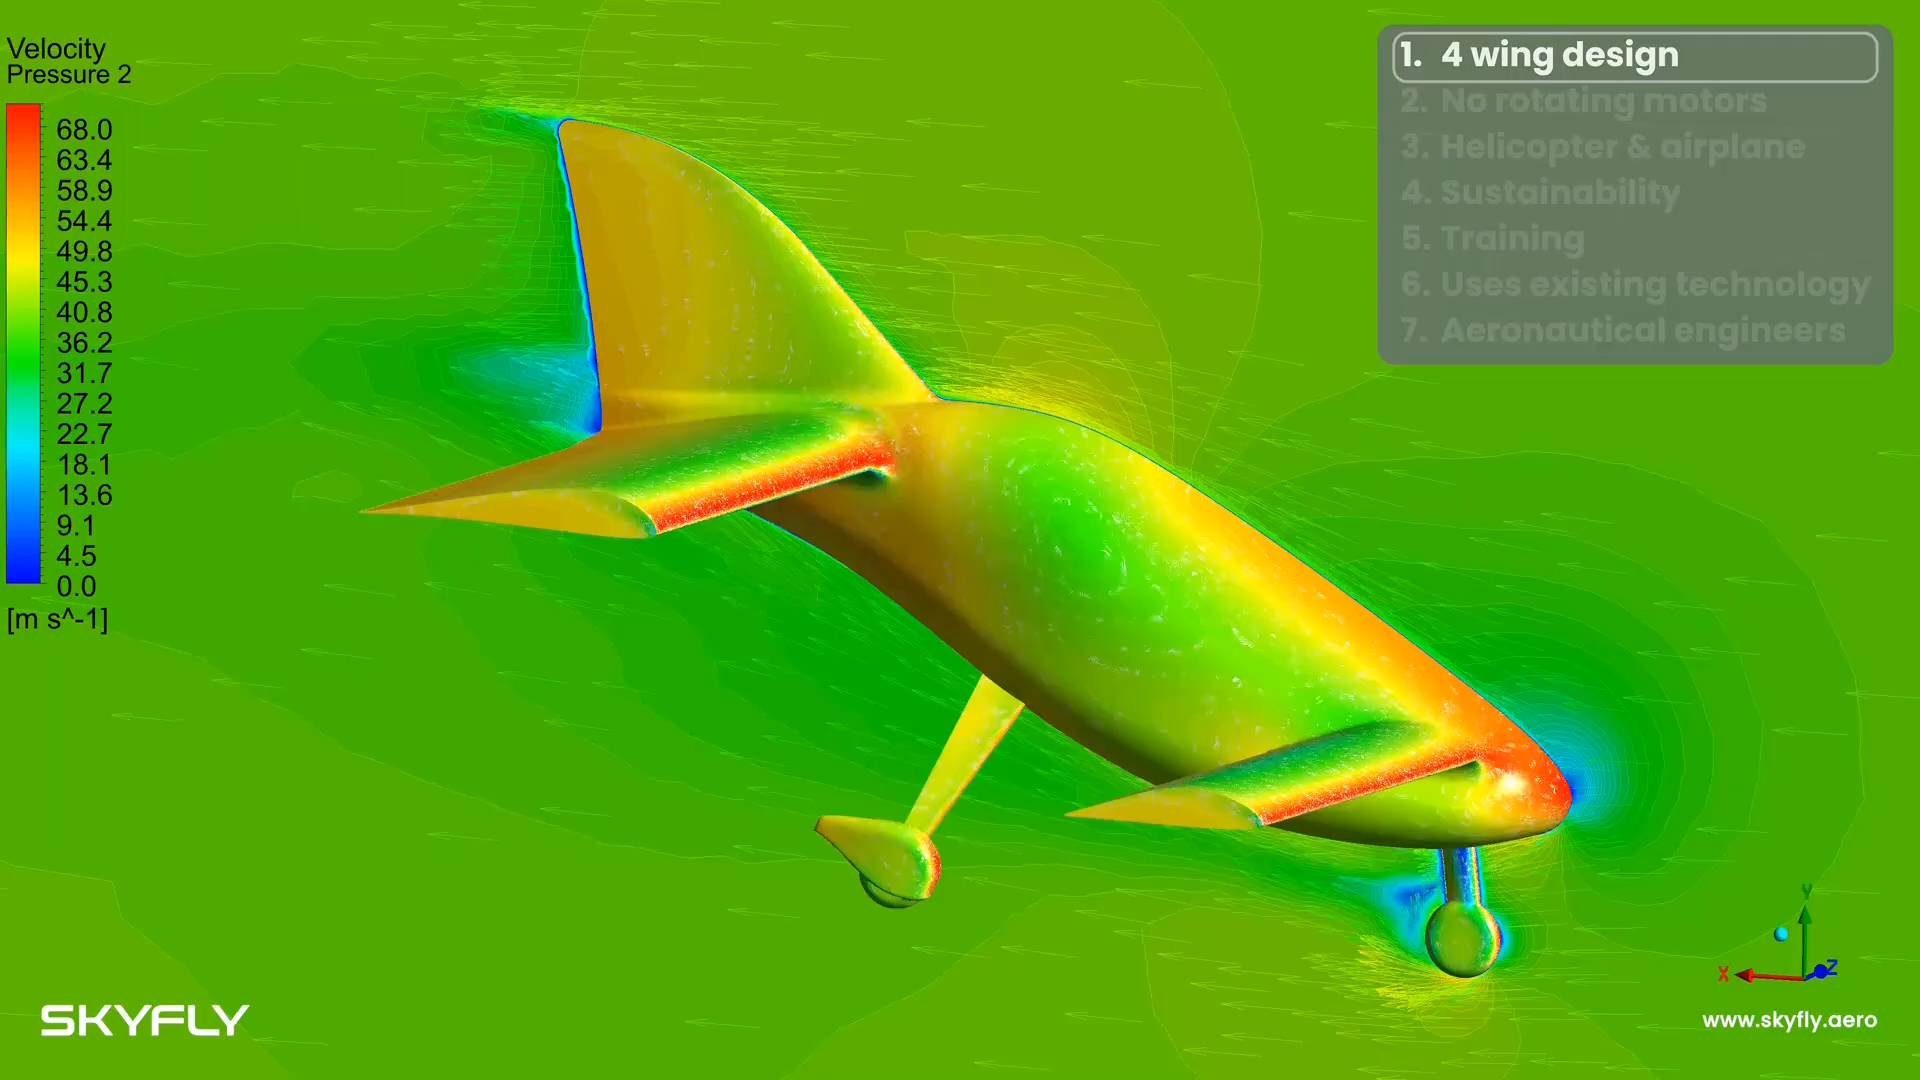 Velocity
Pressure 2
68.0
63.4
58.9
54.4
49.8
45.3
40.8
36.2
31.7
27.2
22.7
18.1
13.6
9.1
4.5
0.0
[m s^-1]
1. 4 wing design
2. No rotating motors
3. Helicopter & airplane
4. Sustainability
5. Training
6. Uses existing technology
7. Aeronautical engineers
Y
X
Z
SKYFLY
www.skyfly.aero